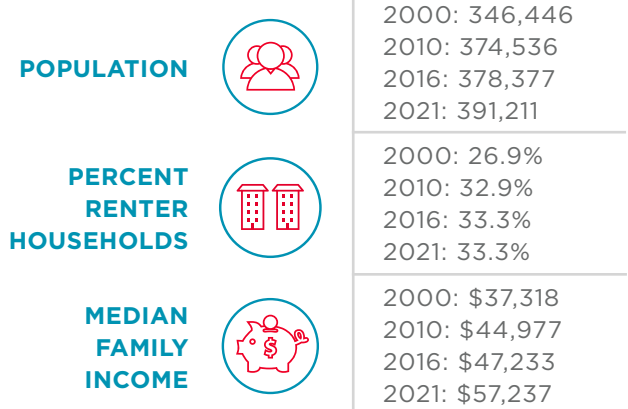 POPULATION
2000: 346,446
2010: 374,536
2016: 378,377
2021: 391,211
PERCENT
RENTER
HOUSEHOLDS
2000: 26.9%
2010: 32.9%
2016: 33.3%
2021: 33.3%
MEDIAN
FAMILY
INCOME
$
2000: $37,318
2010: $44,977
2016: $47,233
2021: $57,237